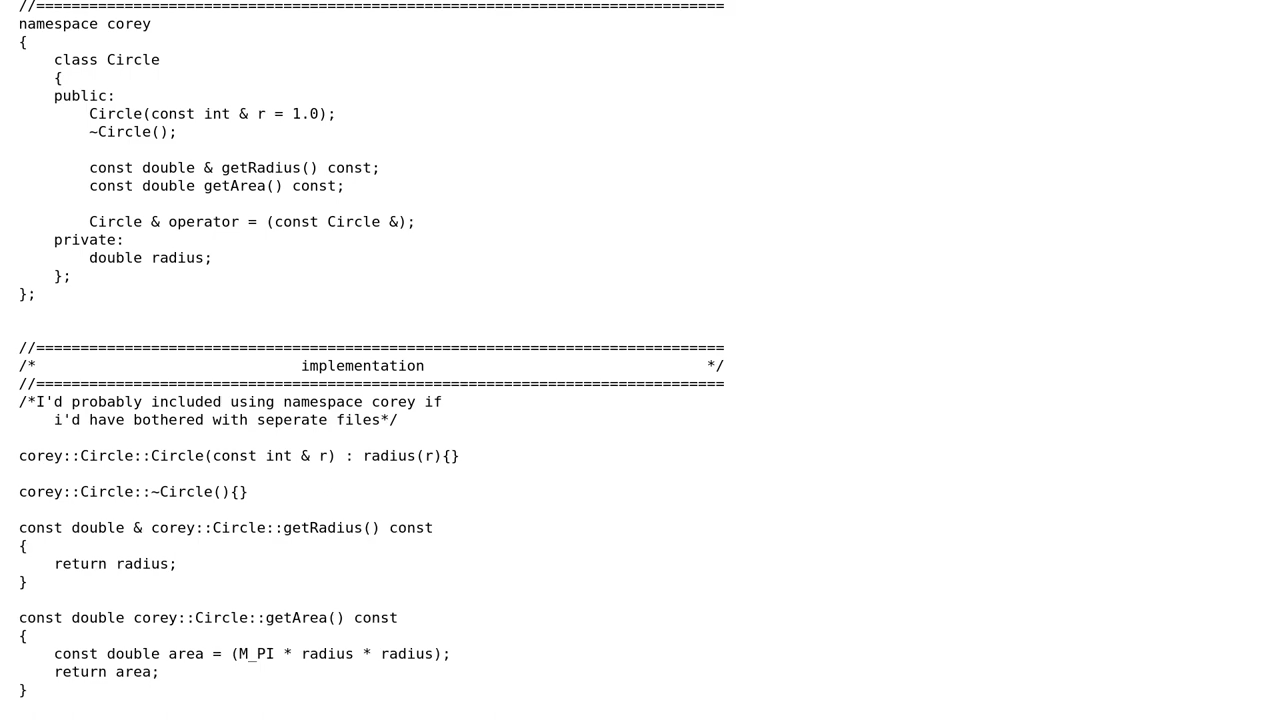 //==============================================================================
namespace corey
{
    class Circle
    {
    public:
        Circle(const int & r = 1.0);
        ~Circle();

        const double & getRadius() const;
        const double getArea() const;

        Circle & operator = (const Circle &);
    private:
        double radius;
    };
};


//==============================================================================
/*                              implementation                                */
//==============================================================================
/*I'd probably included using namespace corey if
    i'd have bothered with seperate files*/

corey::Circle::Circle(const int & r) : radius(r){}

corey::Circle::~Circle(){}

const double & corey::Circle::getRadius() const
{
    return radius;
}

const double corey::Circle::getArea() const
{
    const double area = (M_PI * radius * radius);
    return area;
}